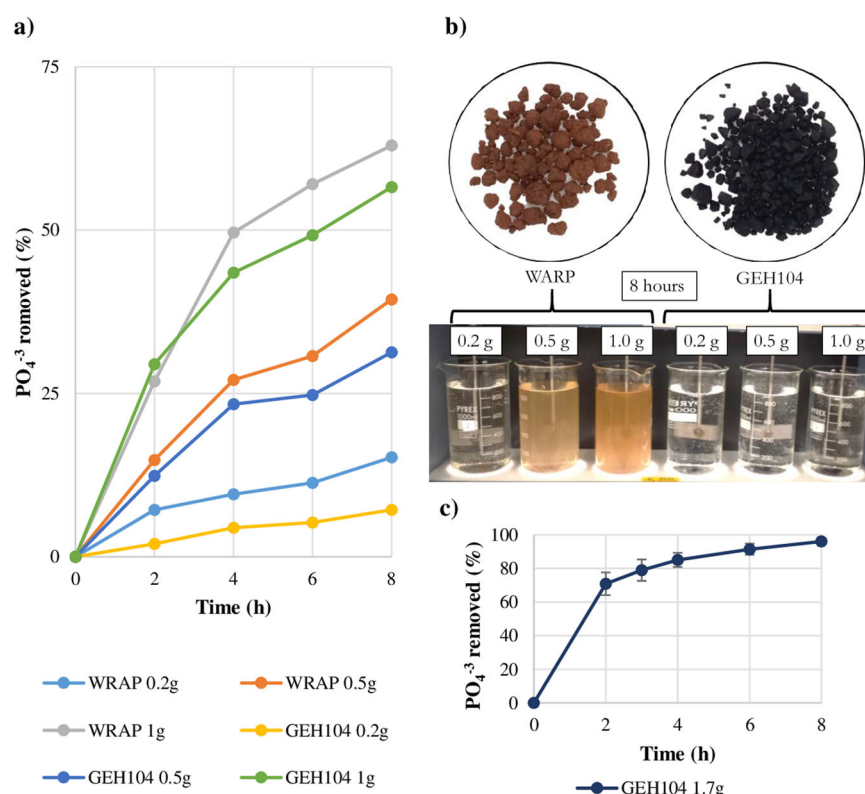 a)
75
50
25
0
PO₄⁻³ romoved (%)
0 2 4 6 8
Time (h)
WRAP 0.2g WRAP 0.5g
WRAP 1g GEH104 0.2g
GEH104 0.5g GEH104 1g
b)
WARP GEH104
8 hours
0.2 g 0.5 g 1.0 g 0.2 g 0.5 g 1.0 g
PYREX
1000ml
c)
100
80
60
40
20
0
PO₄⁻³ removed (%)
0 2 4 6 8
Time (h)
GEH104 1.7g